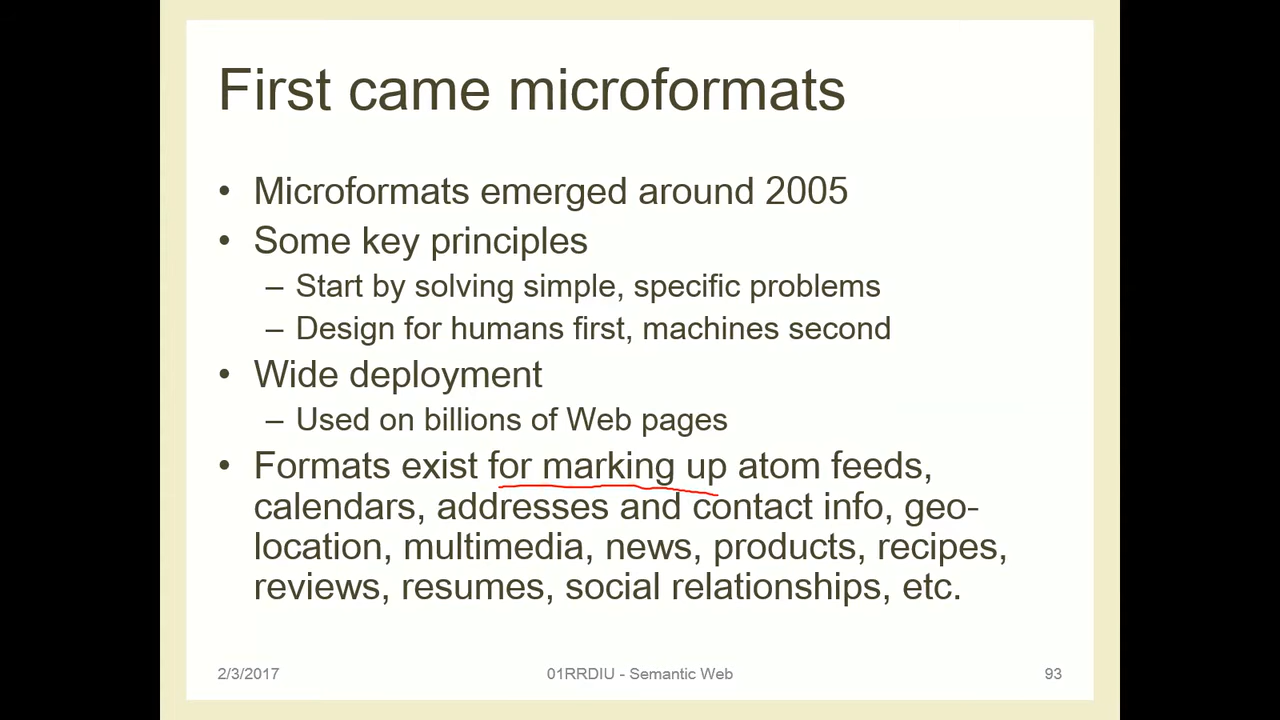 First came microformats
• Microformats emerged around 2005
• Some key principles
– Start by solving simple, specific problems
– Design for humans first, machines second
• Wide deployment
– Used on billions of Web pages
• Formats exist for marking up atom feeds,
calendars, addresses and contact info, geo-
location, multimedia, news, products, recipes,
reviews, resumes, social relationships, etc.
2/3/2017
01RRDIU - Semantic Web
93